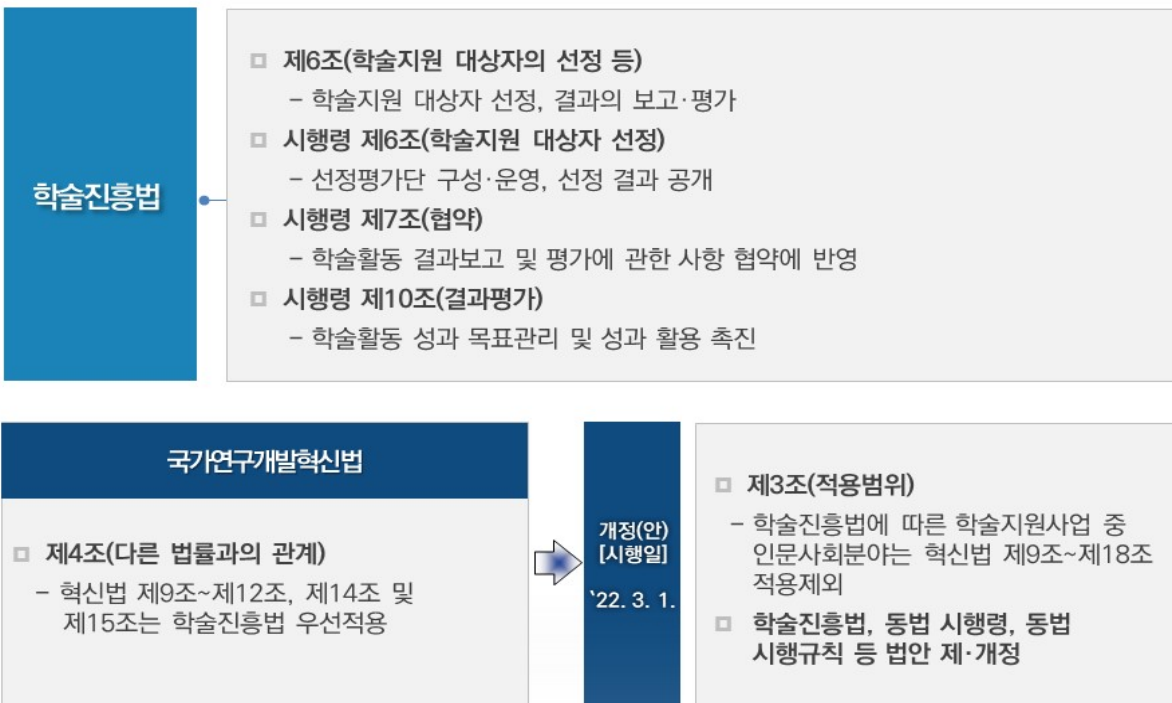 학술진흥법
□ 제6조(학술지원 대상자의 선정 등)
– 학술지원 대상자 선정, 결과의 보고·평가
□ 시행령 제6조(학술지원 대상자 선정)
– 선정평가단 구성·운영, 선정 결과 공개
□ 시행령 제7조(협약)
– 학술활동 결과보고 및 평가에 관한 사항 협약에 반영
□ 시행령 제10조(결과평가)
– 학술활동 성과 목표관리 및 성과 활용 촉진
국가연구개발혁신법
□ 제4조(다른 법률과의 관계)
– 혁신법 제9조~제12조, 제14조 및
제15조는 학술진흥법 우선적용
개정(안)
[시행일]
‵22. 3. 1.
□ 제3조(적용범위)
– 학술진흥법에 따른 학술지원사업 중
인문사회분야는 혁신법 제9조~제18조
적용제외
□ 학술진흥법, 동법 시행령, 동법
시행규칙 등 법안 제·개정